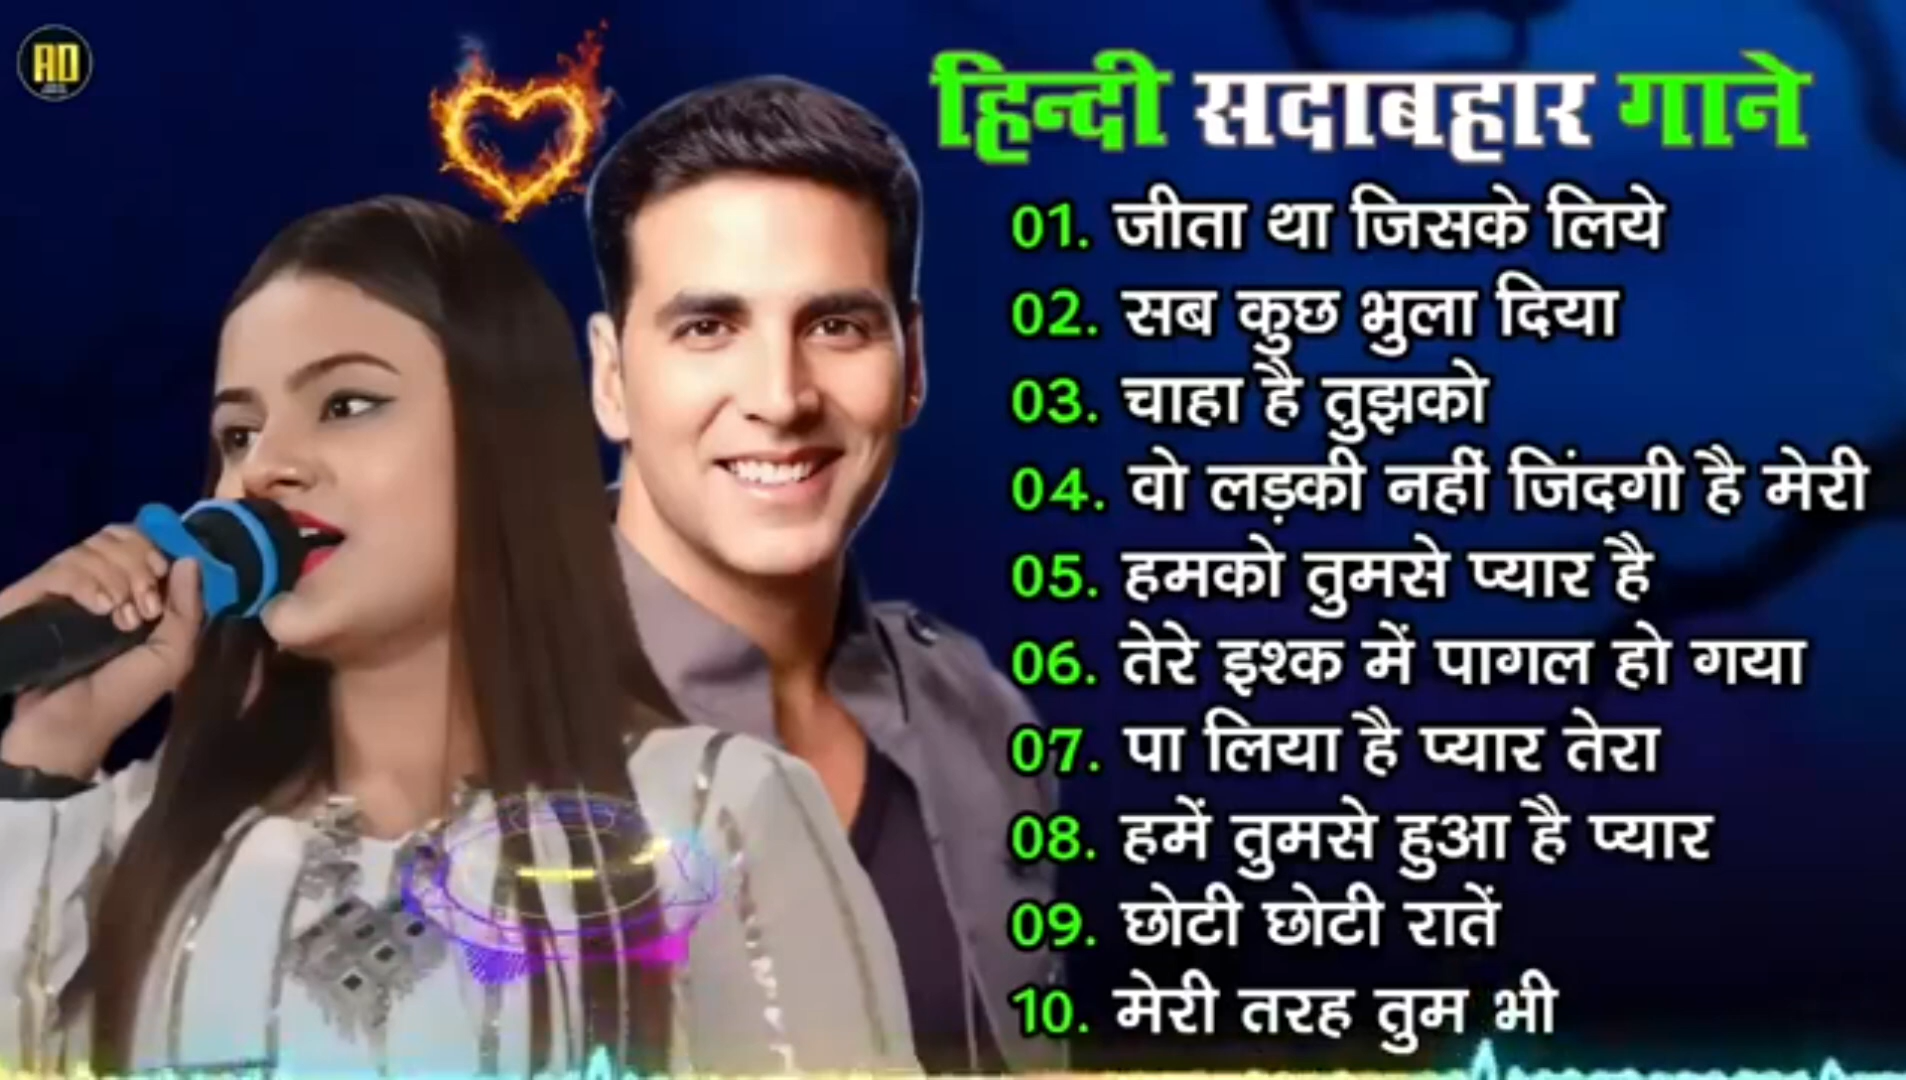 AD
हिन्दी सदाबहार गाने
01. जीता था जिसके लिये
02. सब कुछ भुला दिया
03. चाहा है तुझको
04. वो लड़की नहीं जिंदगी है मेरी
05. हमको तुमसे प्यार है
06. तेरे इश्क में पागल हो गया
07. पा लिया है प्यार तेरा
08. हमें तुमसे हुआ है प्यार
09. छोटी छोटी रातें
10. मेरी तरह तुम भी